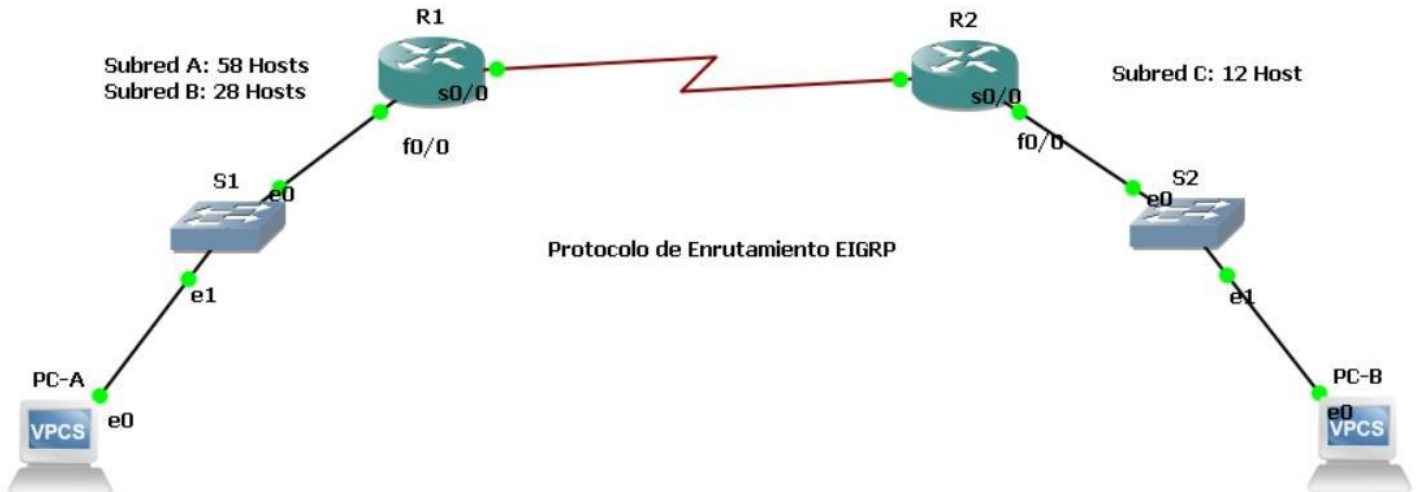 R1
R2
Subred A: 58 Hosts
Subred B: 28 Hosts
Subred C: 12 Host
s0/0
s0/0
f0/0
f0/0
S1
S2
e0
e0
Protocolo de Enrutamiento EIGRP
e1
e1
PC-A
PC-B
e0
e0
VPCS
VPCS